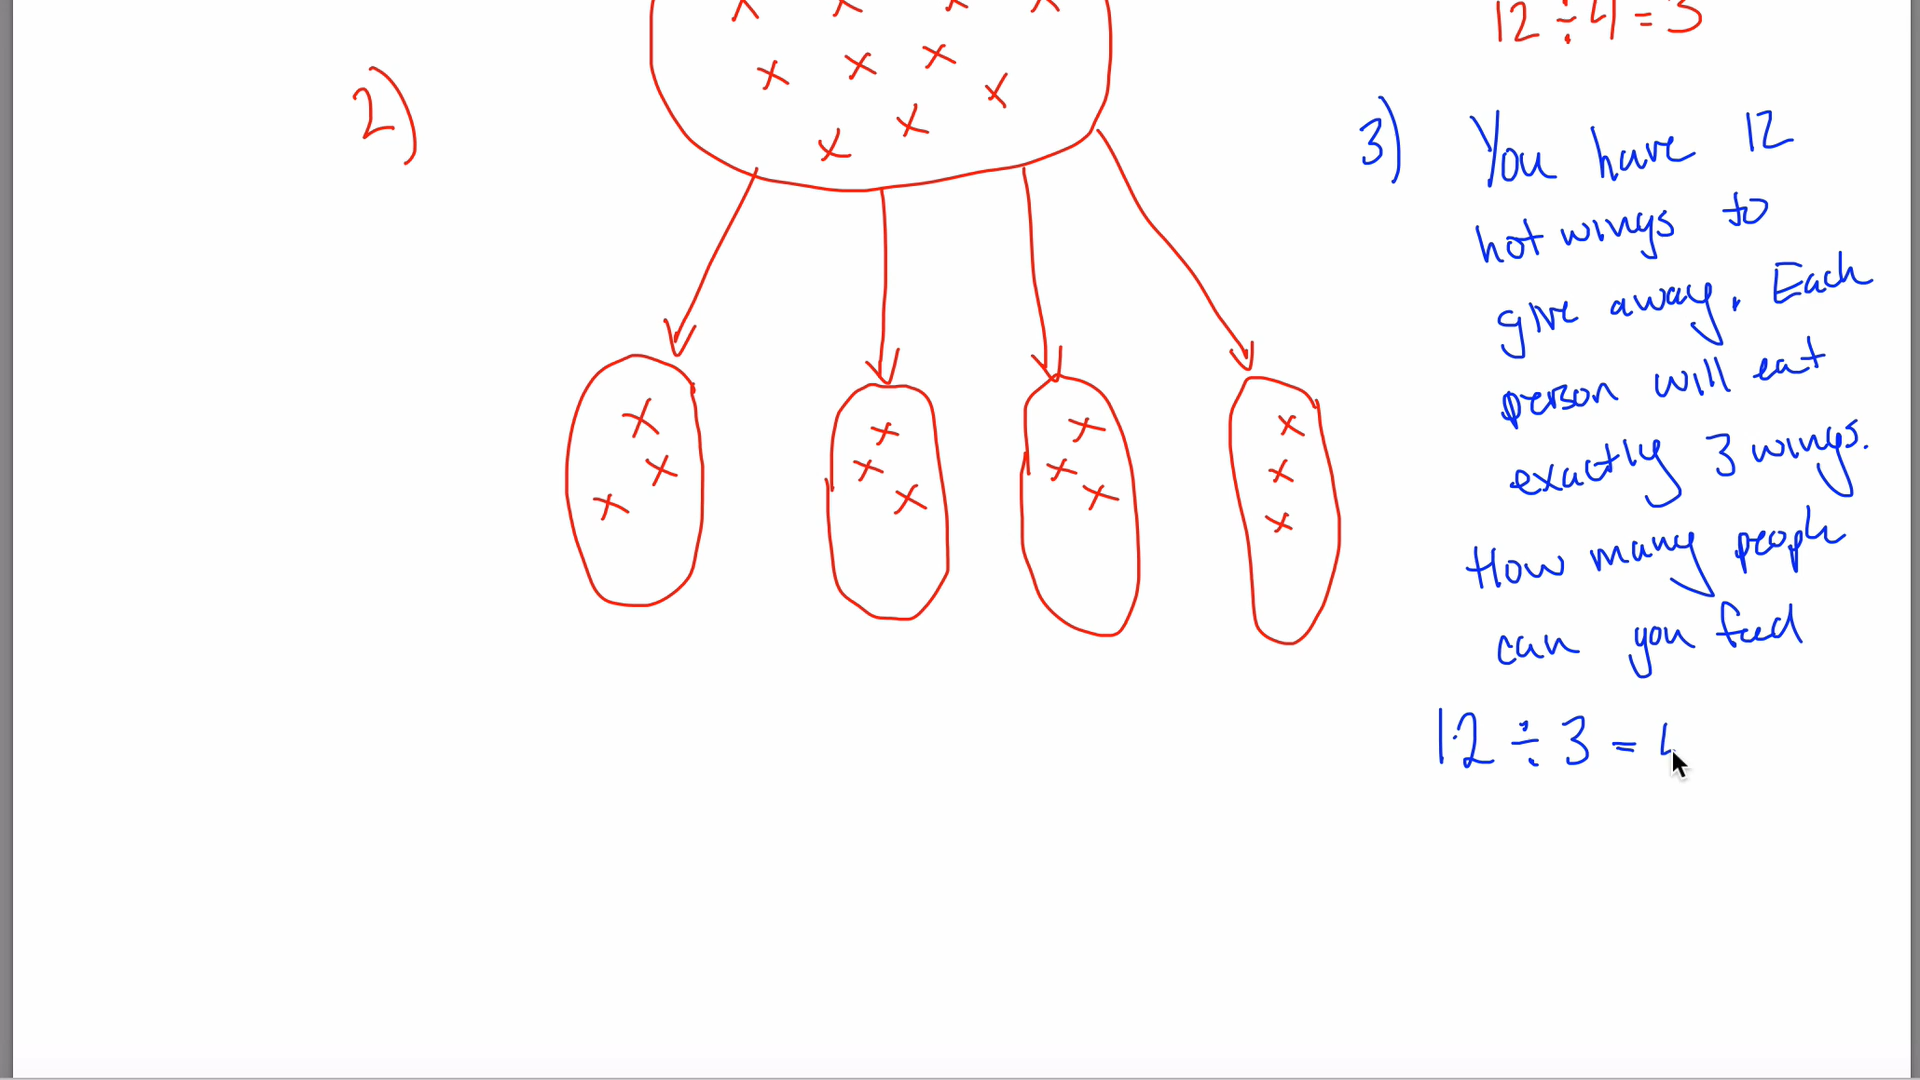 12 ÷ 4 = 3
2)
3) You have 12
hot wings to
give away. Each
person will eat
exactly 3 wings.
How many people
can you feed
12 ÷ 3 = 4